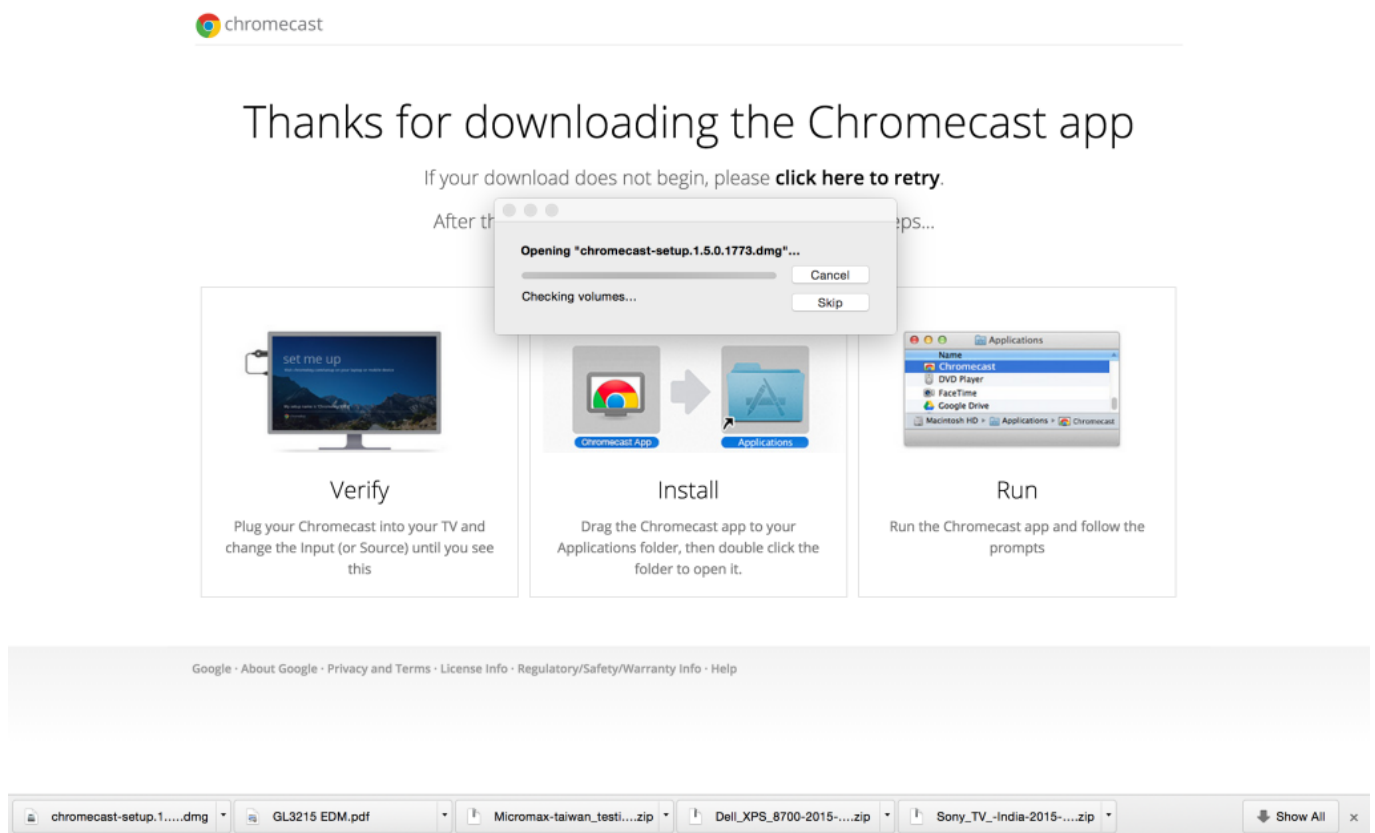 chromecast
Thanks for downloading the Chromecast app
If your download does not begin, please click here to retry.
After th
eps...
Opening "chromecast-setup.1.5.0.1773.dmg"...
Cancel
Checking volumes...
Skip
set me up
Verify
Plug your Chromecast into your TV and
change the Input (or Source) until you see
this
Chromecast App
Applications
Install
Drag the Chromecast app to your
Applications folder, then double click the
folder to open it.
Applications
Name
Chromecast
DVD Player
FaceTime
Google Drive
Macintosh HD Applications Chromecast
Run
Run the Chromecast app and follow the
prompts
Google · About Google · Privacy and Terms · License Info · Regulatory/Safety/Warranty Info · Help
chromecast-setup.1.....dmg
GL3215 EDM.pdf
Micromax-taiwan_testi....zip
Dell_XPS_8700-2015-....zip
Sony_TV_-India-2015-....zip
Show All